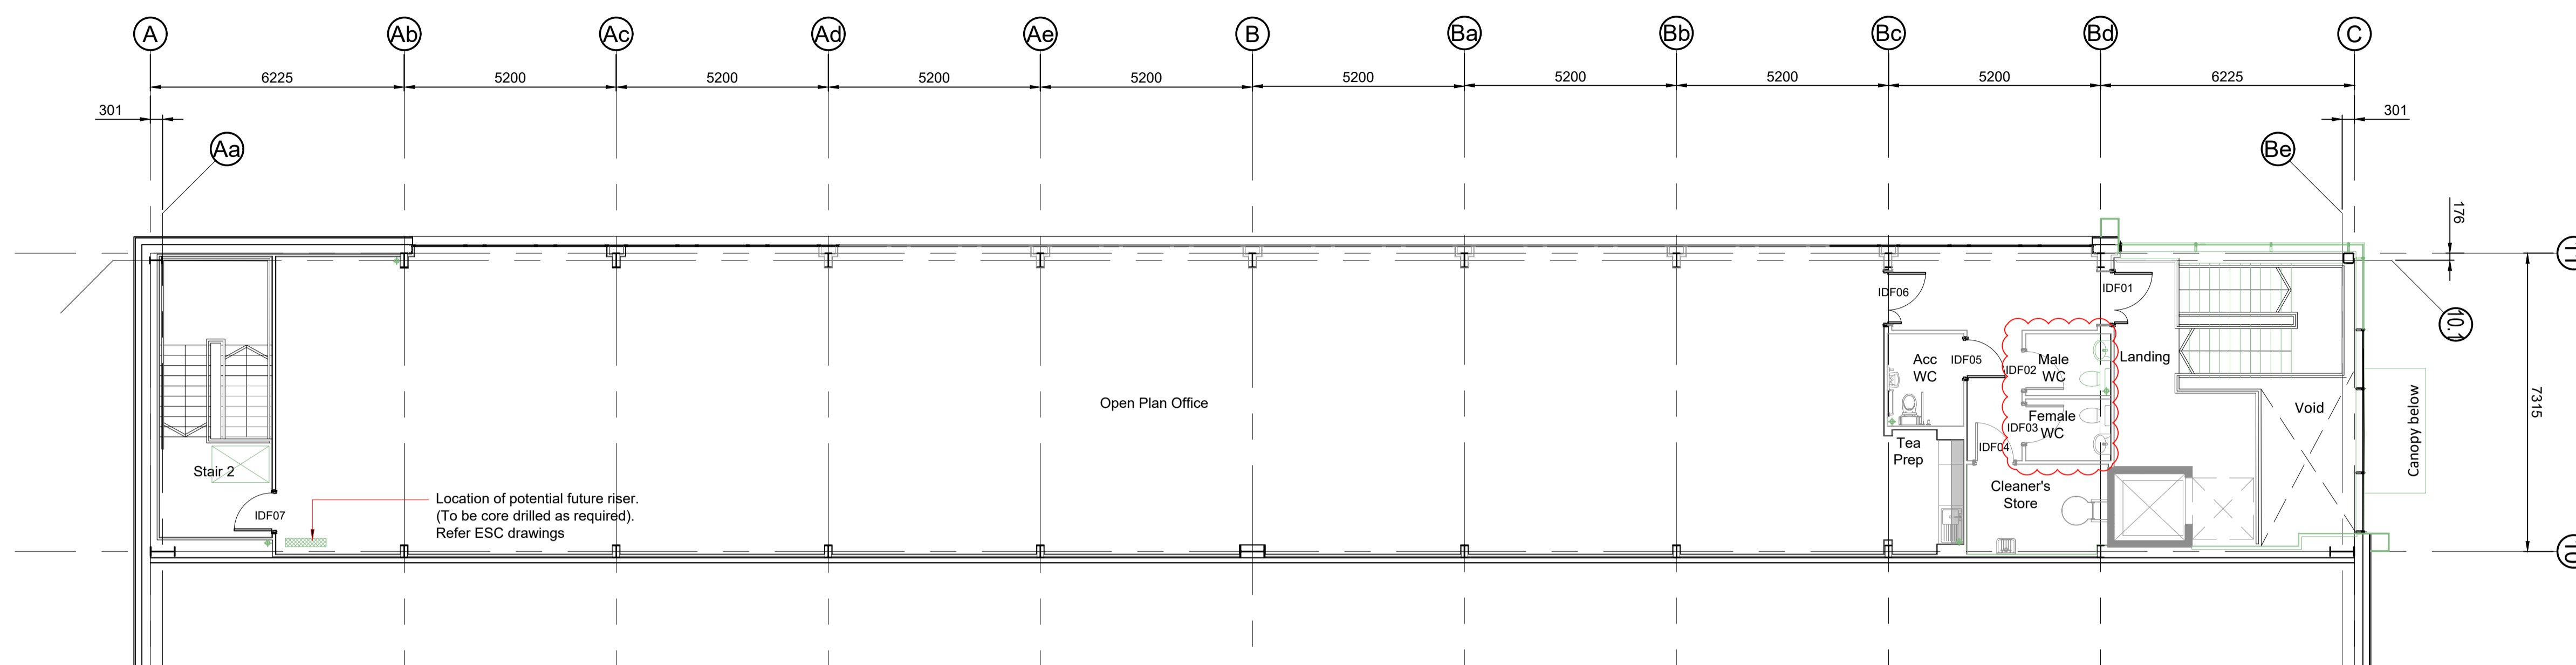 A
Ab
Ac
Ad
Ae
B
Ba
Bb
Bc
Bd
C
6225
5200
5200
5200
5200
5200
5200
5200
5200
6225
301
301
Aa
Be
176
IDF06
IDF01
10.1
Acc
WC
IDF05
Male
WC
IDF02
Landing
Open Plan Office
Female
WC
IDF03
IDF04
Void
Canopy below
7315
Tea
Prep
Stair 2
Cleaner's
Store
Location of potential future riser.
(To be core drilled as required).
Refer ESC drawings
IDF07